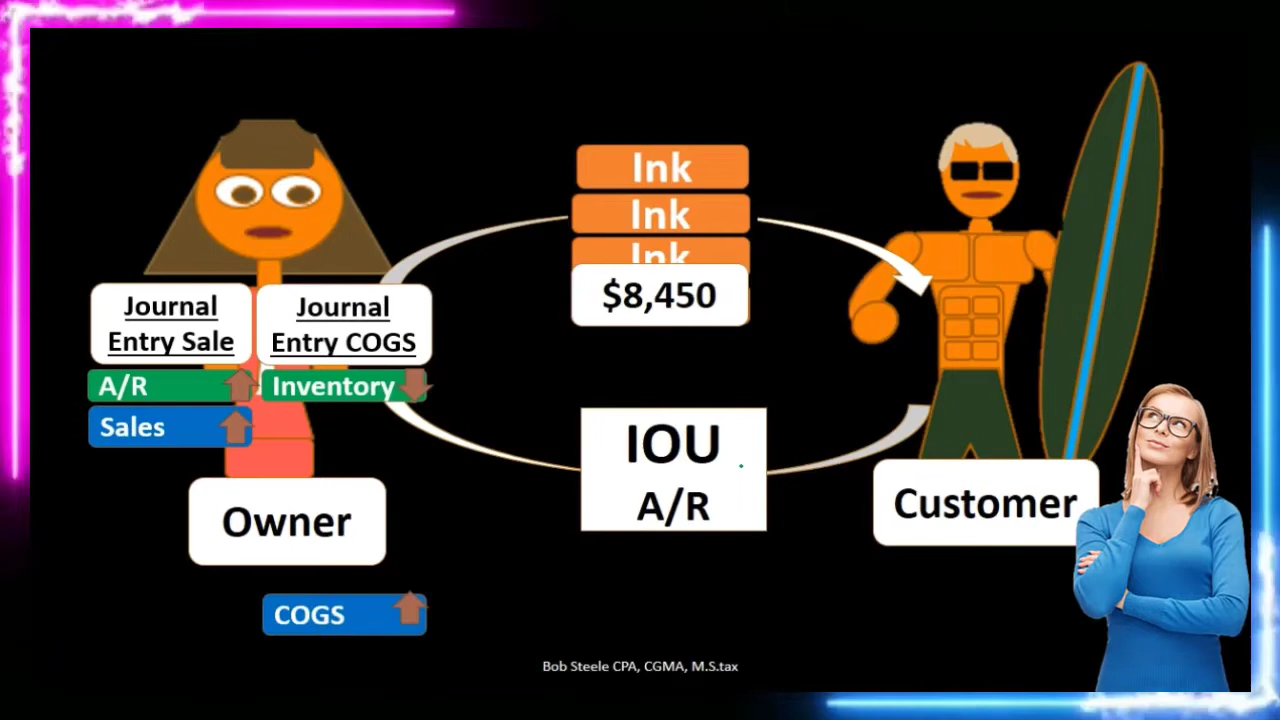 Ink
Ink
Ink
$8,450
Journal
Entry Sale
Journal
Entry COGS
A/R
Inventory
Sales
IOU
A/R
Owner
Customer
COGS
Bob Steele CPA, CGMA, M.S.tax